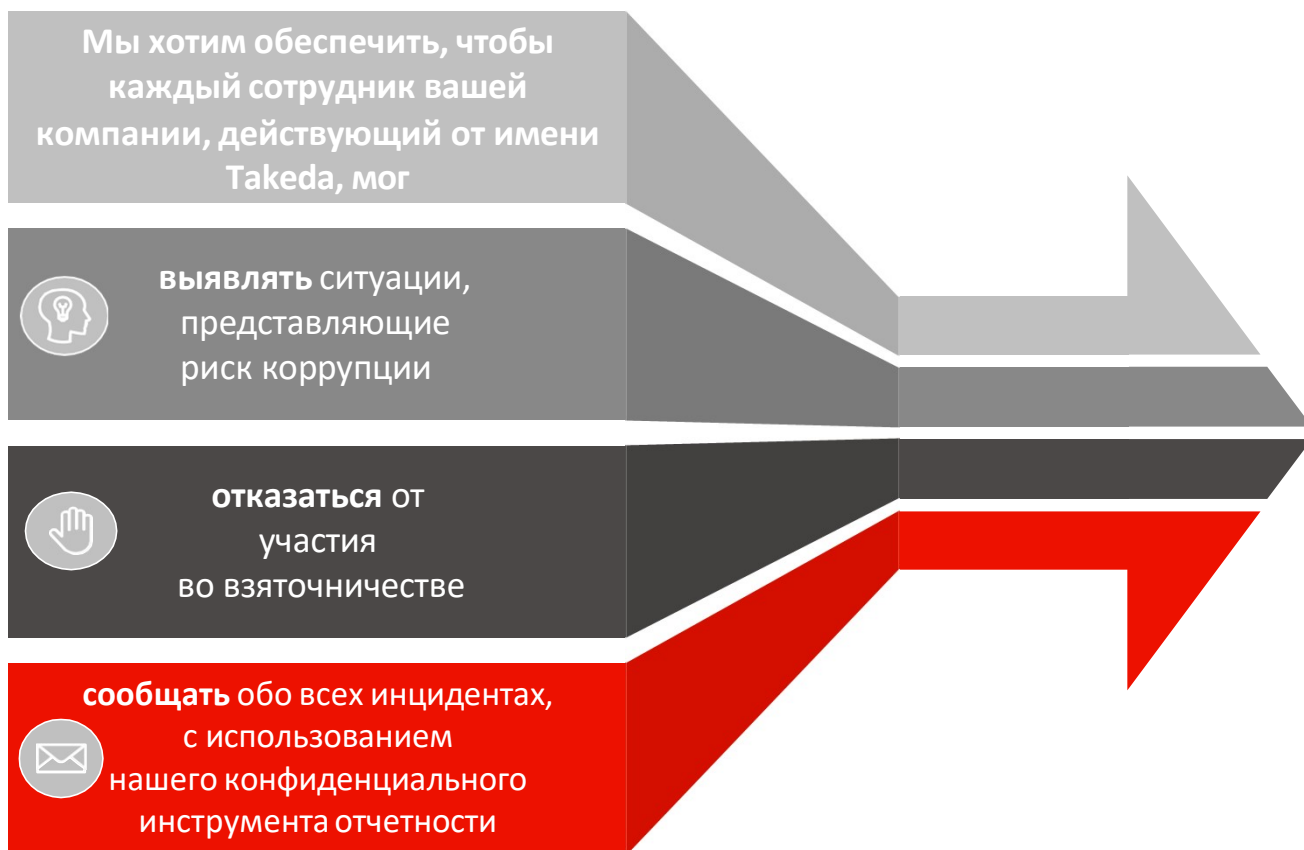 Мы хотим обеспечить, чтобы
каждый сотрудник вашей
компании, действующий от имени
Takeda, мог
выявлять ситуации,
представляющие
риск коррупции
отказаться от
участия
во взяточничестве
сообщать обо всех инцидентах,
с использованием
нашего конфиденциального
инструмента отчетности